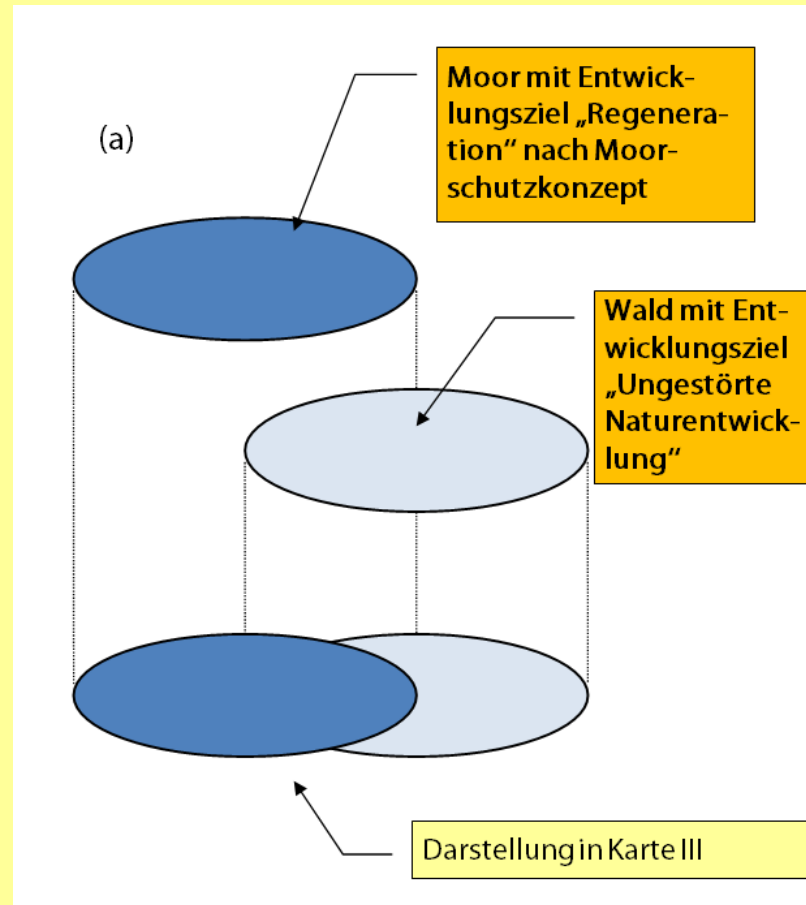 Moor mit Entwick-
lungsziel „Regenera-
tion“ nach Moor-
schutzkonzept
(a)
Wald mit Ent-
wicklungsziel
„Ungestörte
Naturentwick-
lung“
Darstellung in Karte III